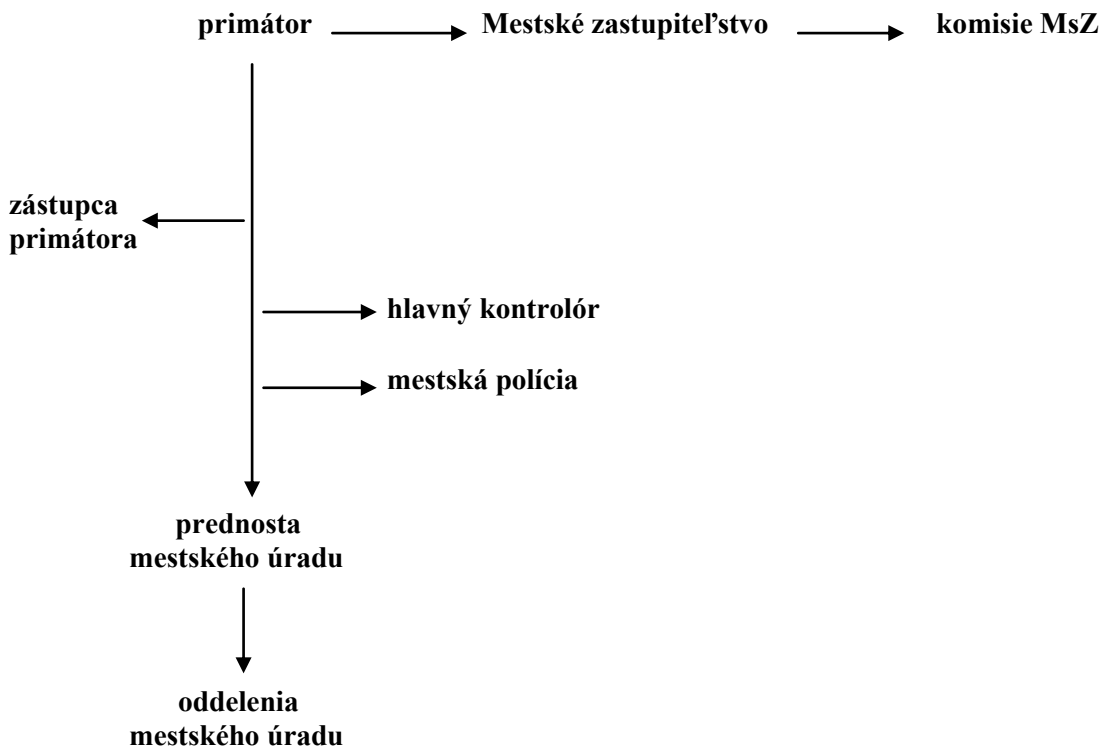 primátor
Mestské zastupiteľstvo
komisie MsZ
zástupca
primátora
hlavný kontrolór
mestská polícia
prednosta
mestského úradu
oddelenia
mestského úradu